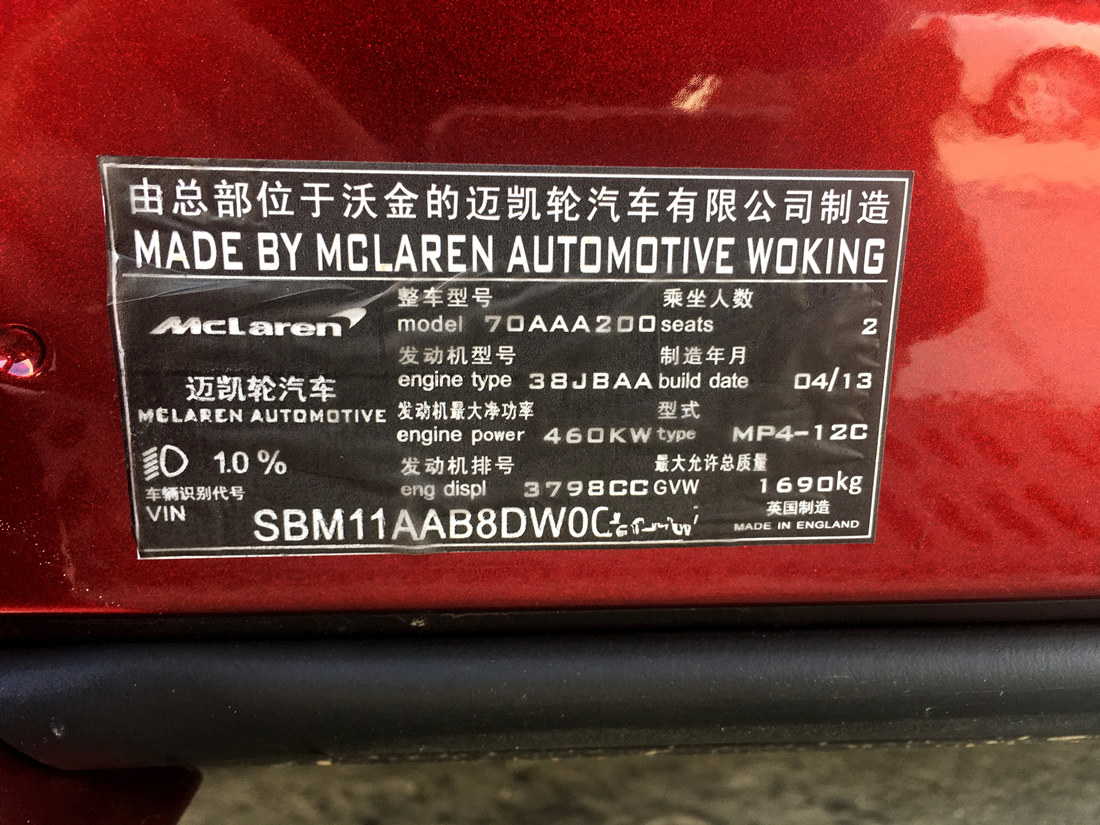 由总部位于沃金的迈凯轮汽车有限公司制造
MADE BY MCLAREN AUTOMOTIVE WOKING
McLaren
迈凯轮汽车
MCLAREN AUTOMOTIVE
1.0 %
整车型号
model 70AAA200
乘坐人数
seats 2
发动机型号
engine type 38JBAA
制造年月
build date 04/13
发动机最大净功率
engine power 460KW
型式
type MP4-12C
发动机排号
eng displ 3798CC
最大允许总质量
GVW 1690kg
车辆识别代号
VIN
英国制造
MADE IN ENGLAND